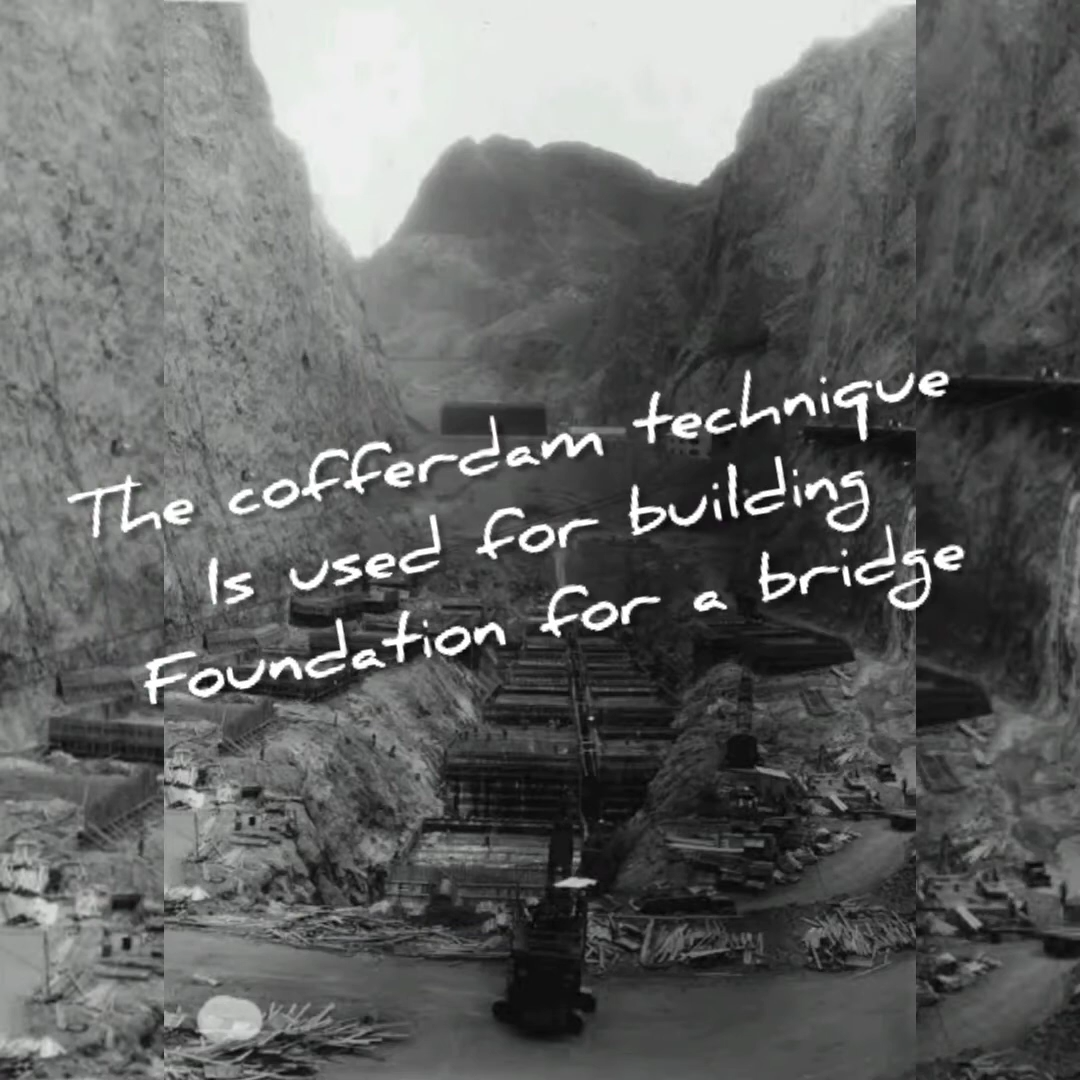 The cofferdam technique
Is used for building
Foundation for a bridge